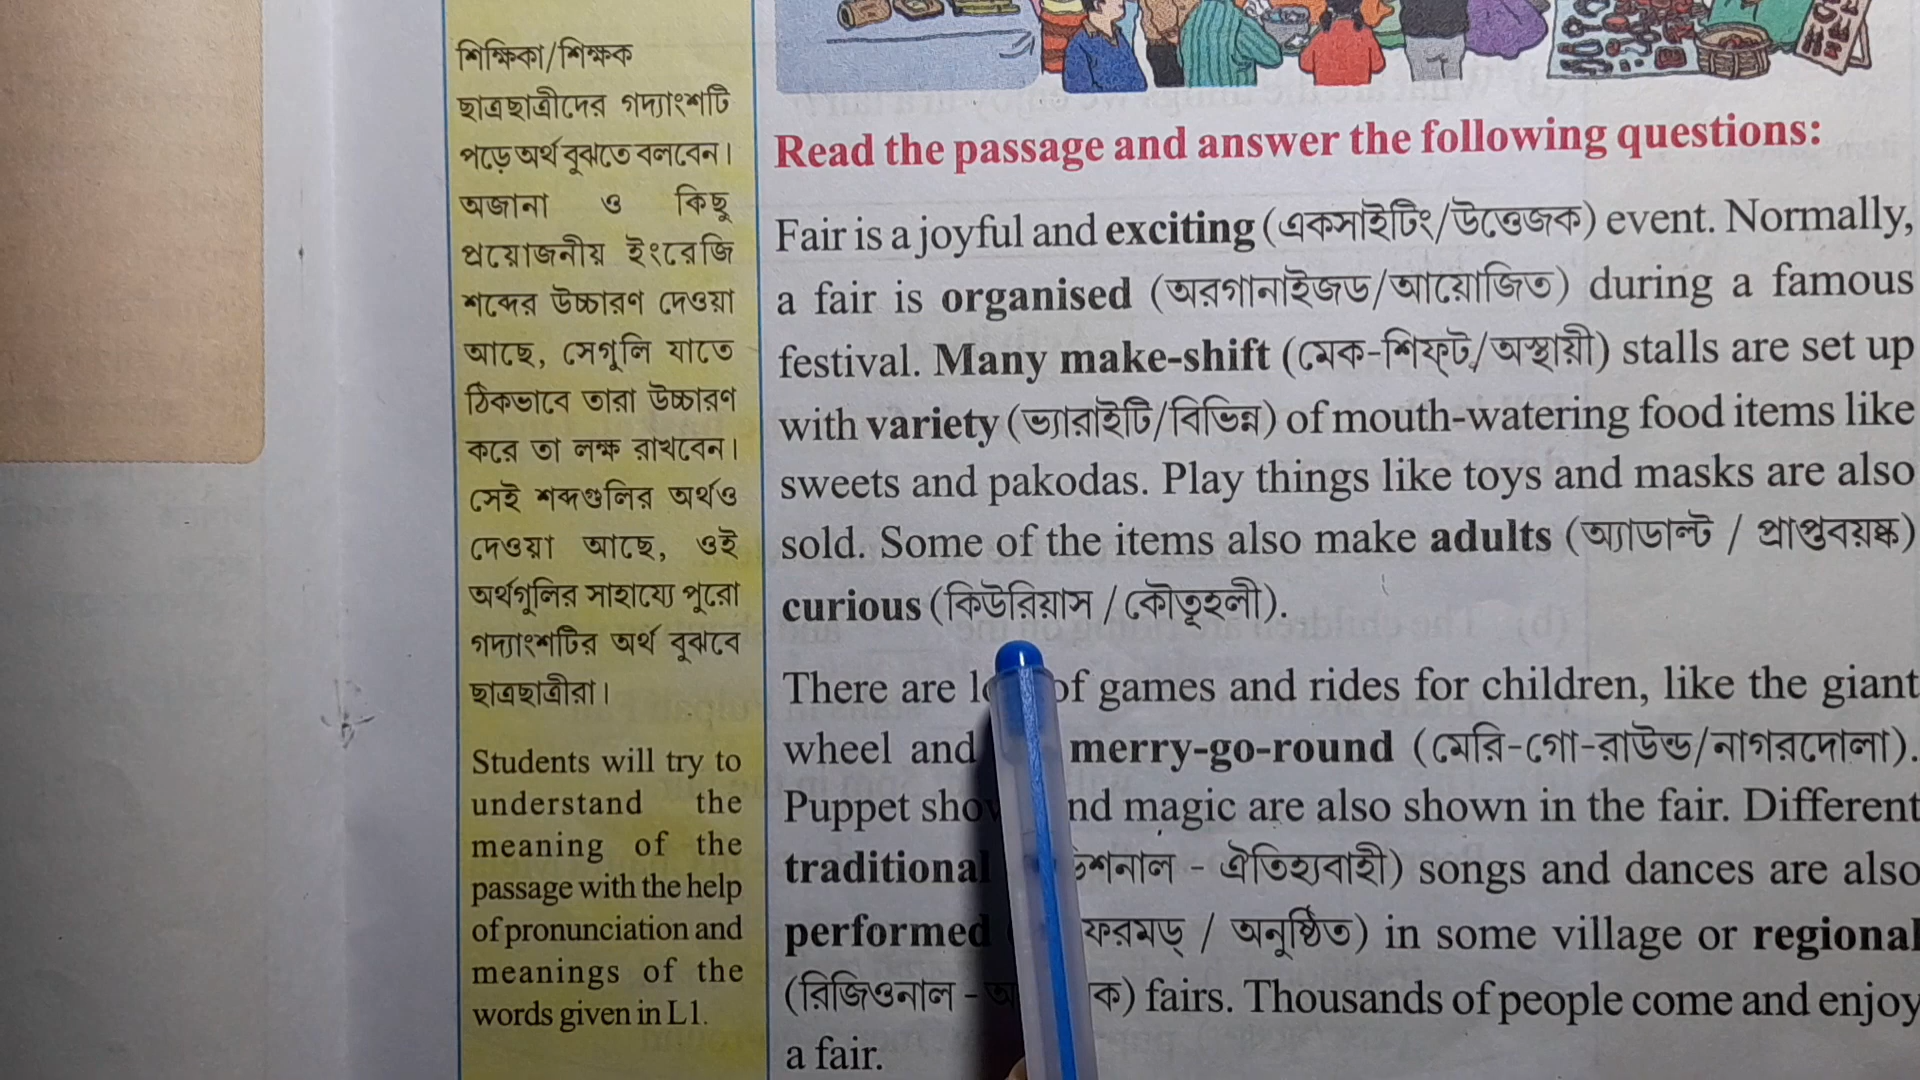 শিক্ষিকা/শিক্ষক
ছাত্রছাত্রীদের গদ্যাংশটি
পড়ে অর্থ বুঝতে বলবেন।
অজানা ও কিছু
প্রয়োজনীয় ইংরেজি
শব্দের উচ্চারণ দেওয়া
আছে, সেগুলি যাতে
ঠিকভাবে তারা উচ্চারণ
করে তা লক্ষ রাখবেন।
সেই শব্দগুলির অর্থও
দেওয়া আছে, ওই
অর্থগুলির সাহায্যে পুরো
গদ্যাংশটির অর্থ বুঝবে
ছাত্রছাত্রীরা।
Students will try to
understand the
meaning of the
passage with the help
of pronunciation and
meanings of the
words given in L1.
Read the passage and answer the following questions:
Fair is a joyful and exciting (একসাইটিং/উত্তেজক) event. Normally,
a fair is organised (অরগানাইজড/আয়োজিত) during a famous
festival. Many make-shift (মেক-শিফ্‌ট/অস্থায়ী) stalls are set up
with variety (ভ্যারাইটি/বিভিন্ন) of mouth-watering food items like
sweets and pakodas. Play things like toys and masks are also
sold. Some of the items also make adults (অ্যাডাল্ট / প্রাপ্তবয়স্ক)
curious (কিউরিয়াস / কৌতূহলী).
There are of games and rides for children, like the giant
wheel and merry-go-round (মেরি-গো-রাউন্ড/নাগরদোলা).
Puppet magic are also shown in the fair. Different
traditional - ঐতিহ্যবাহী) songs and dances are also
performed / অনুষ্ঠিত) in some village or regional
(রিজিওনাল - fairs. Thousands of people come and enjoy
a fair.